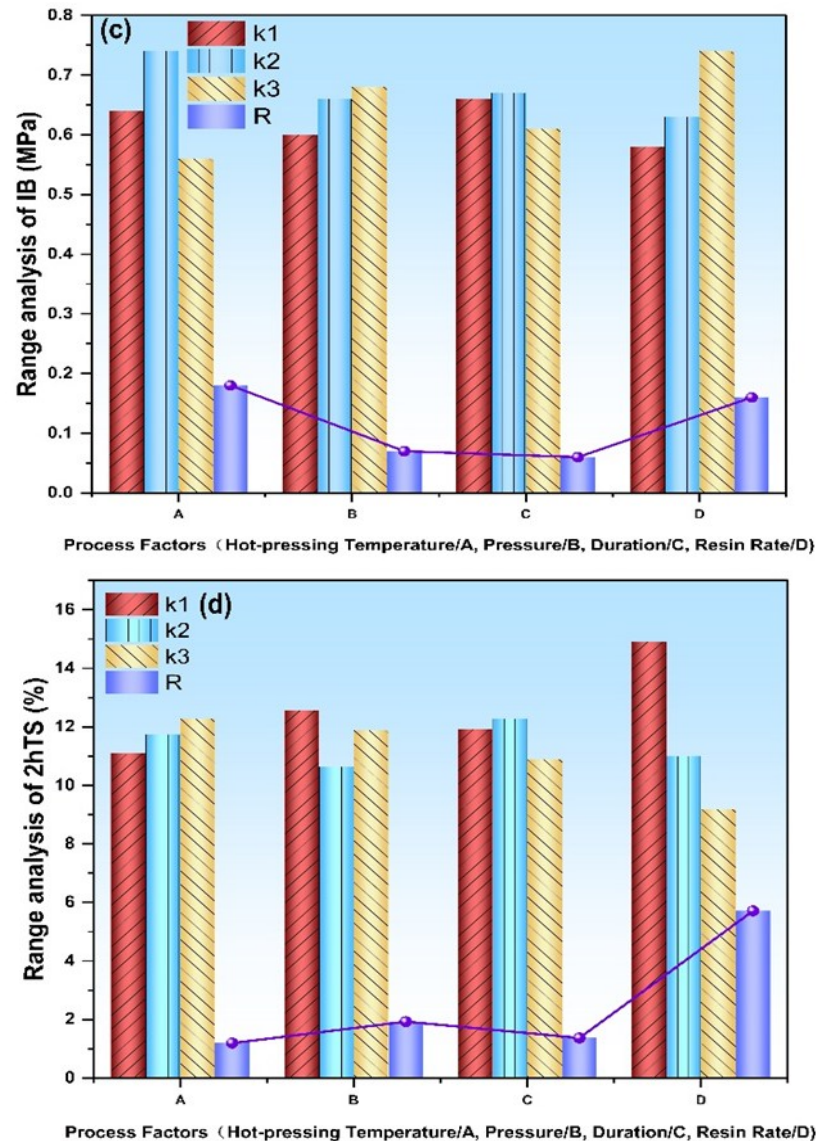 (c)
k1
k2
k3
R
0.8
0.7
0.6
0.5
0.4
0.3
0.2
0.1
0.0
Range analysis of IB (MPa)
A B C D
Process Factors（Hot-pressing Temperature/A, Pressure/B, Duration/C, Resin Rate/D)
(d)
k1
k2
k3
R
16
14
12
10
8
6
4
2
0
Range analysis of 2hTS (%)
A B C D
Process Factors（Hot-pressing Temperature/A, Pressure/B, Duration/C, Resin Rate/D)